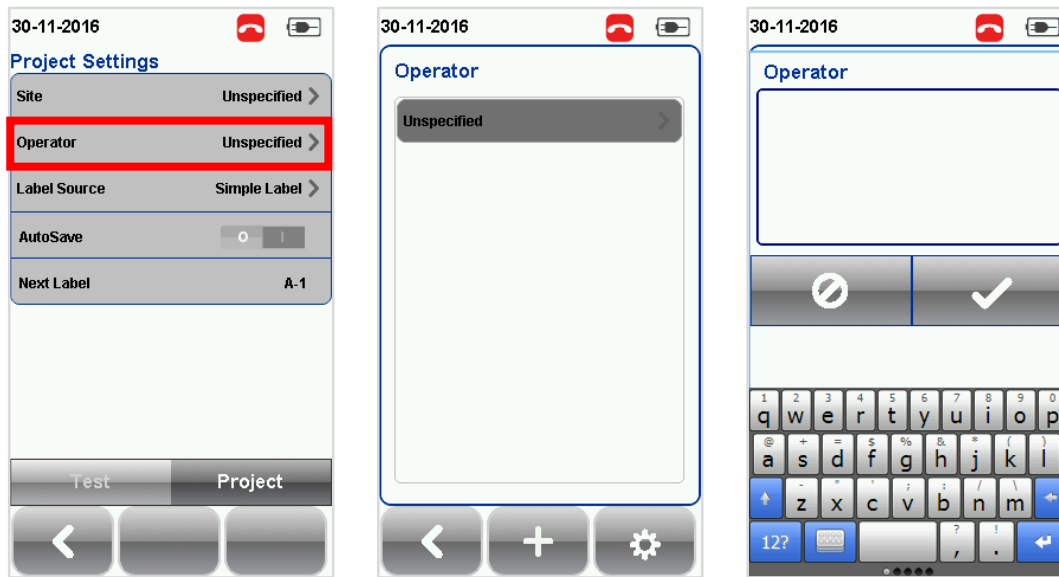 30-11-2016
Project Settings
Site Unspecified
Operator Unspecified
Label Source Simple Label
AutoSave O I
Next Label A-1
Test Project
30-11-2016
Operator
Unspecified
30-11-2016
Operator
1 2 3 4 5 6 7 8 9 0
q w e r t y u i o p
@ + = $ % & * ( )
a s d f g h j k l
- " ' ; : / \
z x c v b n m
? !
12? , .